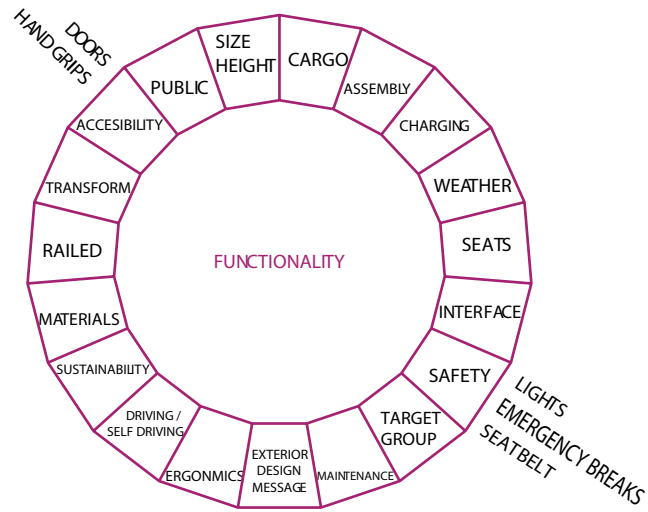 DOORS
HAND GRIPS
SIZE
HEIGHT
CARGO
ASSEMBLY
CHARGING
WEATHER
SEATS
INTERFACE
SAFETY
LIGHTS
EMERGENCY BREAKS
SEATBELT
TARGET
GROUP
MAINTENANCE
EXTERIOR
DESIGN
MESSAGE
ERGONMICS
DRIVING /
SELF DRIVING
SUSTAINABILITY
MATERIALS
RAILED
TRANSFORM
ACCESIBILITY
PUBLIC
FUNCTIONALITY